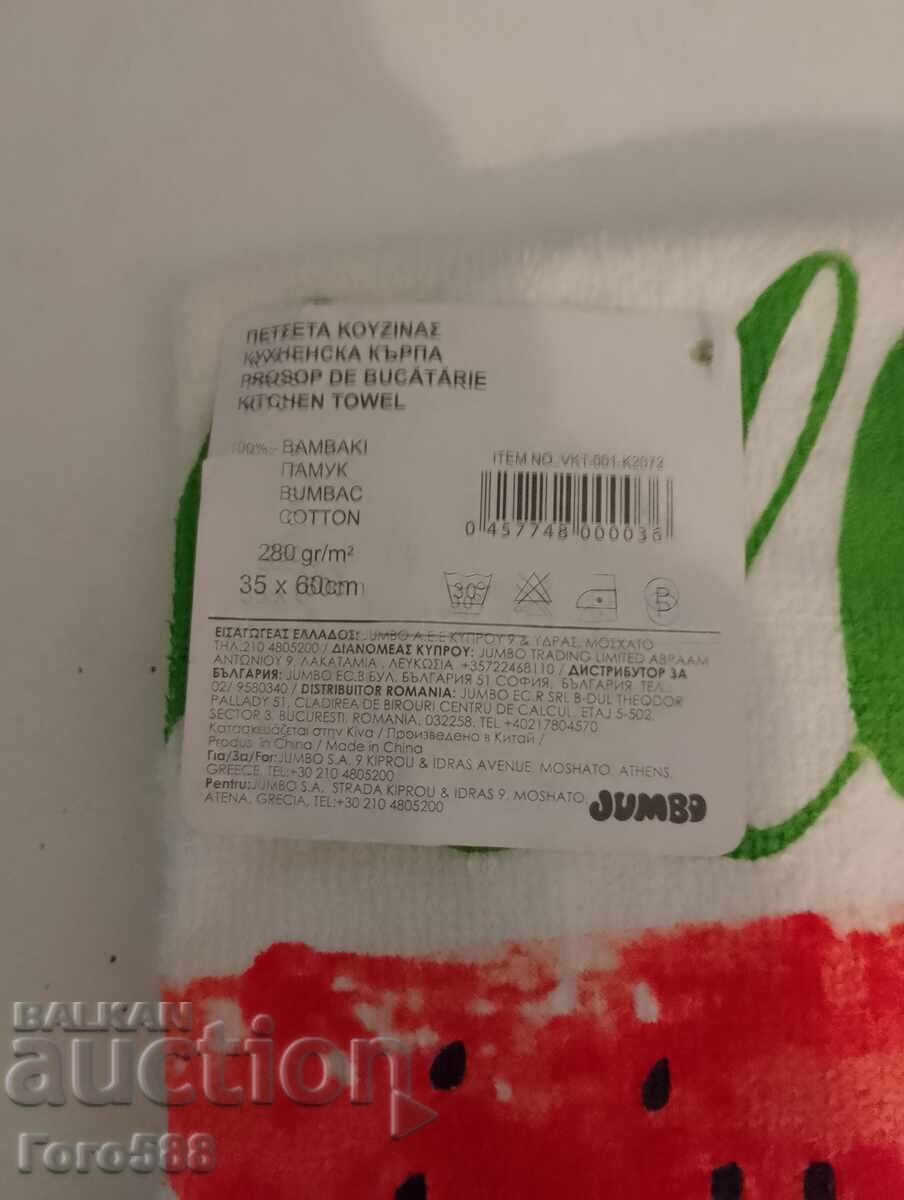 ΠΕΤΣΕΤΑ ΚΟΥΖΙΝΑΣ
КУХНЕНСКА КЪРПА
PROSOP DE BUCĂTĂRIE
KITCHEN TOWEL
100% BAMBAKI
ПАМУК
BUMBAC
COTTON
280 gr/m²
35 x 60cm
ITEM NO. VKT-001-K2072
0 457748 000036
30°
P
ΕΙΣΑΓΩΓΕΑΣ ΕΛΛΑΔΟΣ: JUMBO A.E.E ΚΥΠΡΟΥ 9 & ΥΔΡΑΣ, ΜΟΣΧΑΤΟ
ΤΗΛ.210 4805200 / ΔΙΑΝΟΜΕΑΣ ΚΥΠΡΟΥ: JUMBO TRADING LIMITED ΑΒΡΑΑΜ
ΑΝΤΩΝΙΟΥ 9, ΛΑΚΑΤΑΜΙΑ, ΛΕΥΚΩΣΙΑ +35722468110 / ДИСТРИБУТОР ЗА
БЪЛГАРИЯ: JUMBO EC.B БУЛ. БЪЛГАРИЯ 51 СОФИЯ, БЪЛГАРИЯ ТЕЛ.
02/ 9580340 / DISTRIBUITOR ROMANIA: JUMBO EC.R SRL B-DUL THEODOR
PALLADY 51, CLADIREA DE BIROURI CENTRU DE CALCUL, ETAJ 5-502,
SECTOR 3, BUCURESTI, ROMANIA, 032258, TEL +40217804570
Κατασκευάζεται στην Κίνα / Произведено в Китай /
Produs in China / Made in China
Για/За/For: JUMBO S.A. 9 KIPROU & IDRAS AVENUE, MOSHATO, ATHENS,
GREECE, TEL:+30 210 4805200
Pentru: JUMBO S.A. STRADA KIPROU & IDRAS 9, MOSHATO,
ATENA, GRECIA, TEL:+30 210 4805200
JUMBO
BALKAN
auction
Гого588